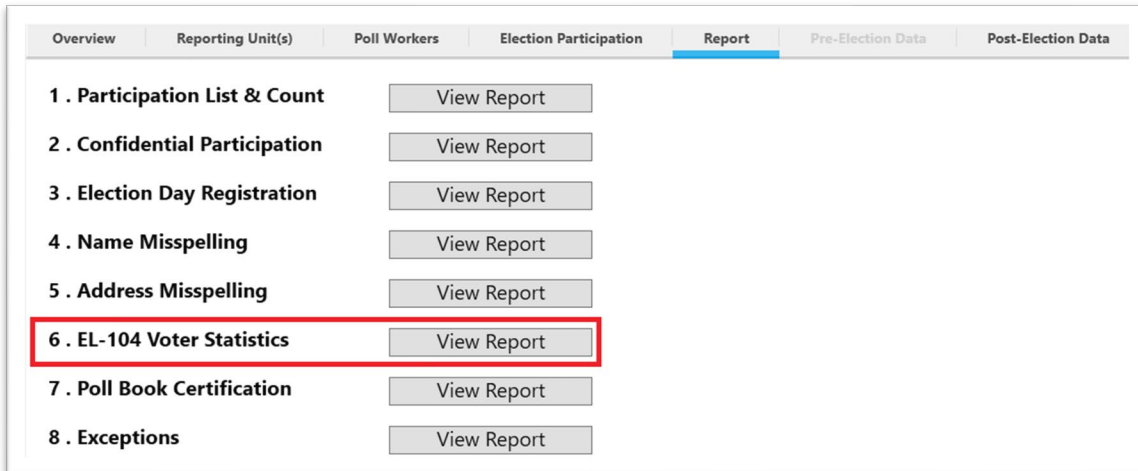 Overview Reporting Unit(s) Poll Workers Election Participation Report Pre-Election Data Post-Election Data
1 . Participation List & Count View Report
2 . Confidential Participation View Report
3 . Election Day Registration View Report
4 . Name Misspelling View Report
5 . Address Misspelling View Report
6 . EL-104 Voter Statistics View Report
7 . Poll Book Certification View Report
8 . Exceptions View Report